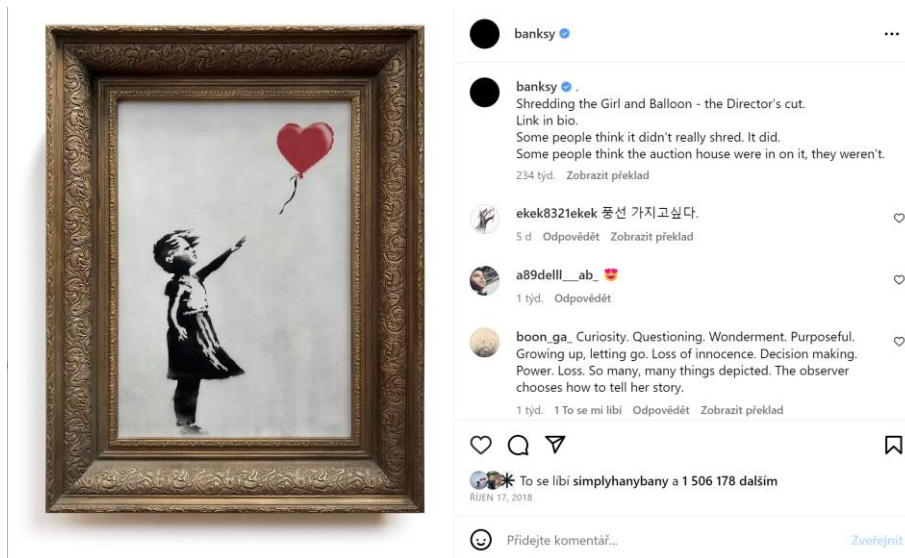 banksy
banksy .
Shredding the Girl and Balloon - the Director's cut.
Link in bio.
Some people think it didn't really shred. It did.
Some people think the auction house were in on it, they weren't.
234 týd. Zobrazit překlad
ekek8321ekek 풍선 가지고싶다.
5 d Odpovědět Zobrazit překlad
a89delll___ab_ 😍
1 týd. Odpovědět
boon_ga_ Curiosity. Questioning. Wonderment. Purposeful.
Growing up, letting go. Loss of innocence. Decision making.
Power. Loss. So many, many things depicted. The observer
chooses how to tell her story.
1 týd. 1 To se mi líbí Odpovědět Zobrazit překlad
To se líbí simplyhanybany a 1 506 178 dalším
ŘÍJEN 17, 2018
Přidejte komentář... Zveřejnit